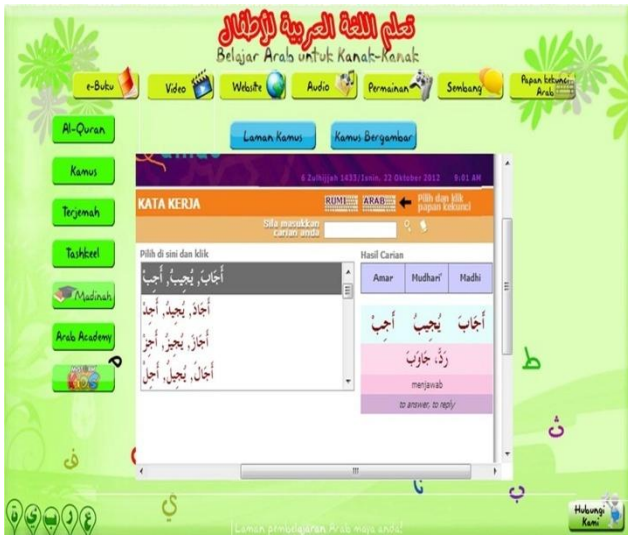 تعلم اللغة العربية للأطفال
Belajar Arab untuk Kanak-Kanak
e-Buku
Video
Website
Audio
Permainan
Sembang
Papan kekunci Arab
Al-Quran
Kamus
Terjemah
Tashkeel
Madinah
Arab Academy
Laman Kamus
Kamus Bergambar
6 Zulhijjah 1433/Isnin, 22 Oktober 2012 9:01 AM
KATA KERJA
RUMI
ARAB
Pilih dan klik
papan kekunci
Sila masukkan
carian anda
Pilih di sini dan klik
أَجَابَ, يُجِيبُ, أَجِبْ
أَجَادَ, يُجِيدُ, أَجِدْ
أَجَازَ, يُجِيزُ, أَجِزْ
أَجَالَ, يُجِيلُ, أَجِلْ
Hasil Carian
Amar Mudhari' Madhi
أَجَابَ يُجِيبُ أَجِبْ
رَدَّ، جَاوَبَ
menjawab
to answer, to reply
ه
ط
ث
ف
ي
ب
ع ر ب ي ة
Laman pembelajaran Arab maya anda!
Hubungi
Kami